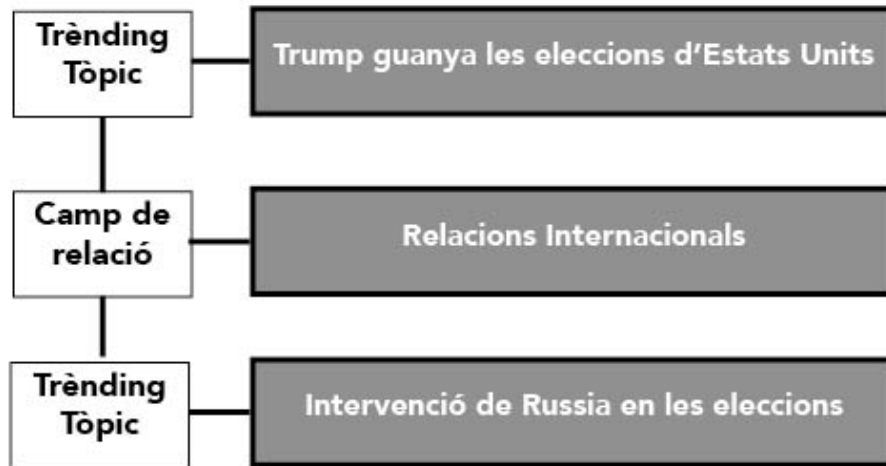 Trènding
Tòpic
Trump guanya les eleccions d'Estats Units
Camp de
relació
Relacions Internacionals
Trènding
Tòpic
Intervenció de Russia en les eleccions